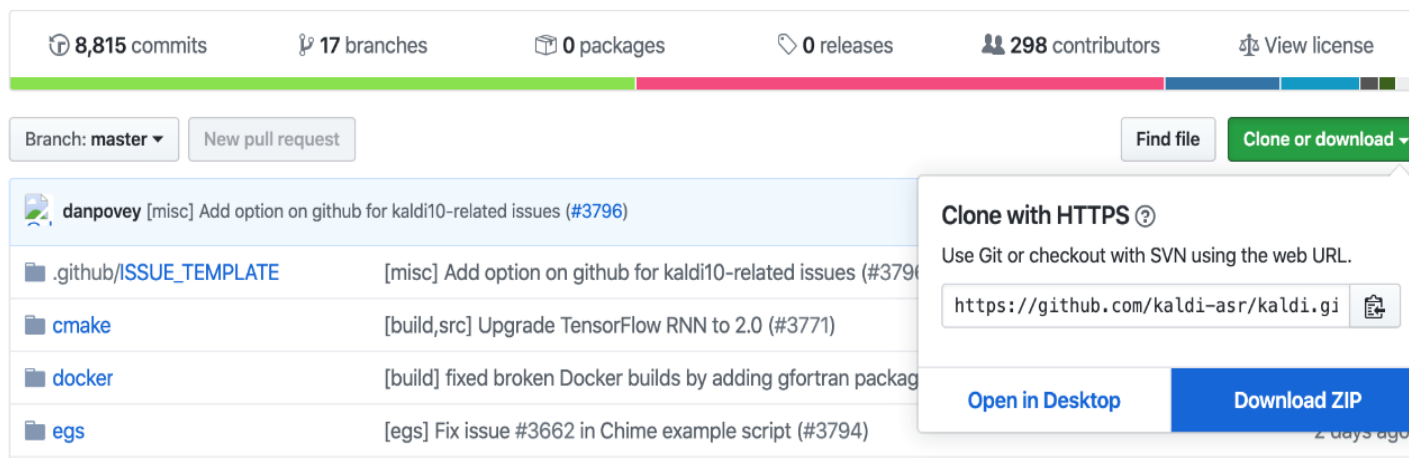 8,815 commits 17 branches 0 packages 0 releases 298 contributors View license
Branch: master New pull request Find file Clone or download
danpovey [misc] Add option on github for kaldi10-related issues (#3796)
Clone with HTTPS
Use Git or checkout with SVN using the web URL.
.github/ISSUE_TEMPLATE [misc] Add option on github for kaldi10-related issues (#3796
https://github.com/kaldi-asr/kaldi.gi
cmake [build,src] Upgrade TensorFlow RNN to 2.0 (#3771)
docker [build] fixed broken Docker builds by adding gfortran packag
Open in Desktop Download ZIP
egs [egs] Fix issue #3662 in Chime example script (#3794) 2 days ago